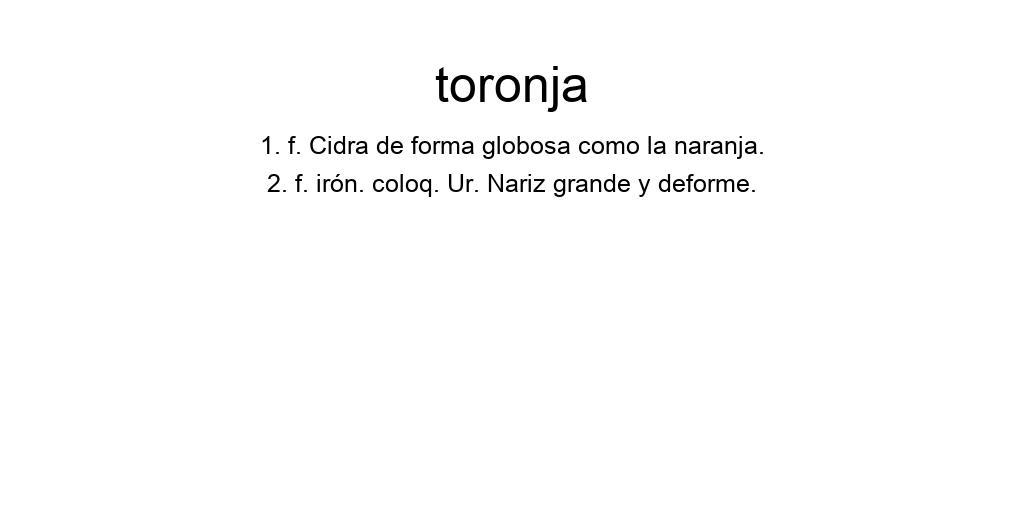 toronja
1. f. Cidra de forma globosa como la naranja.
2. f. irón. coloq. Ur. Nariz grande y deforme.